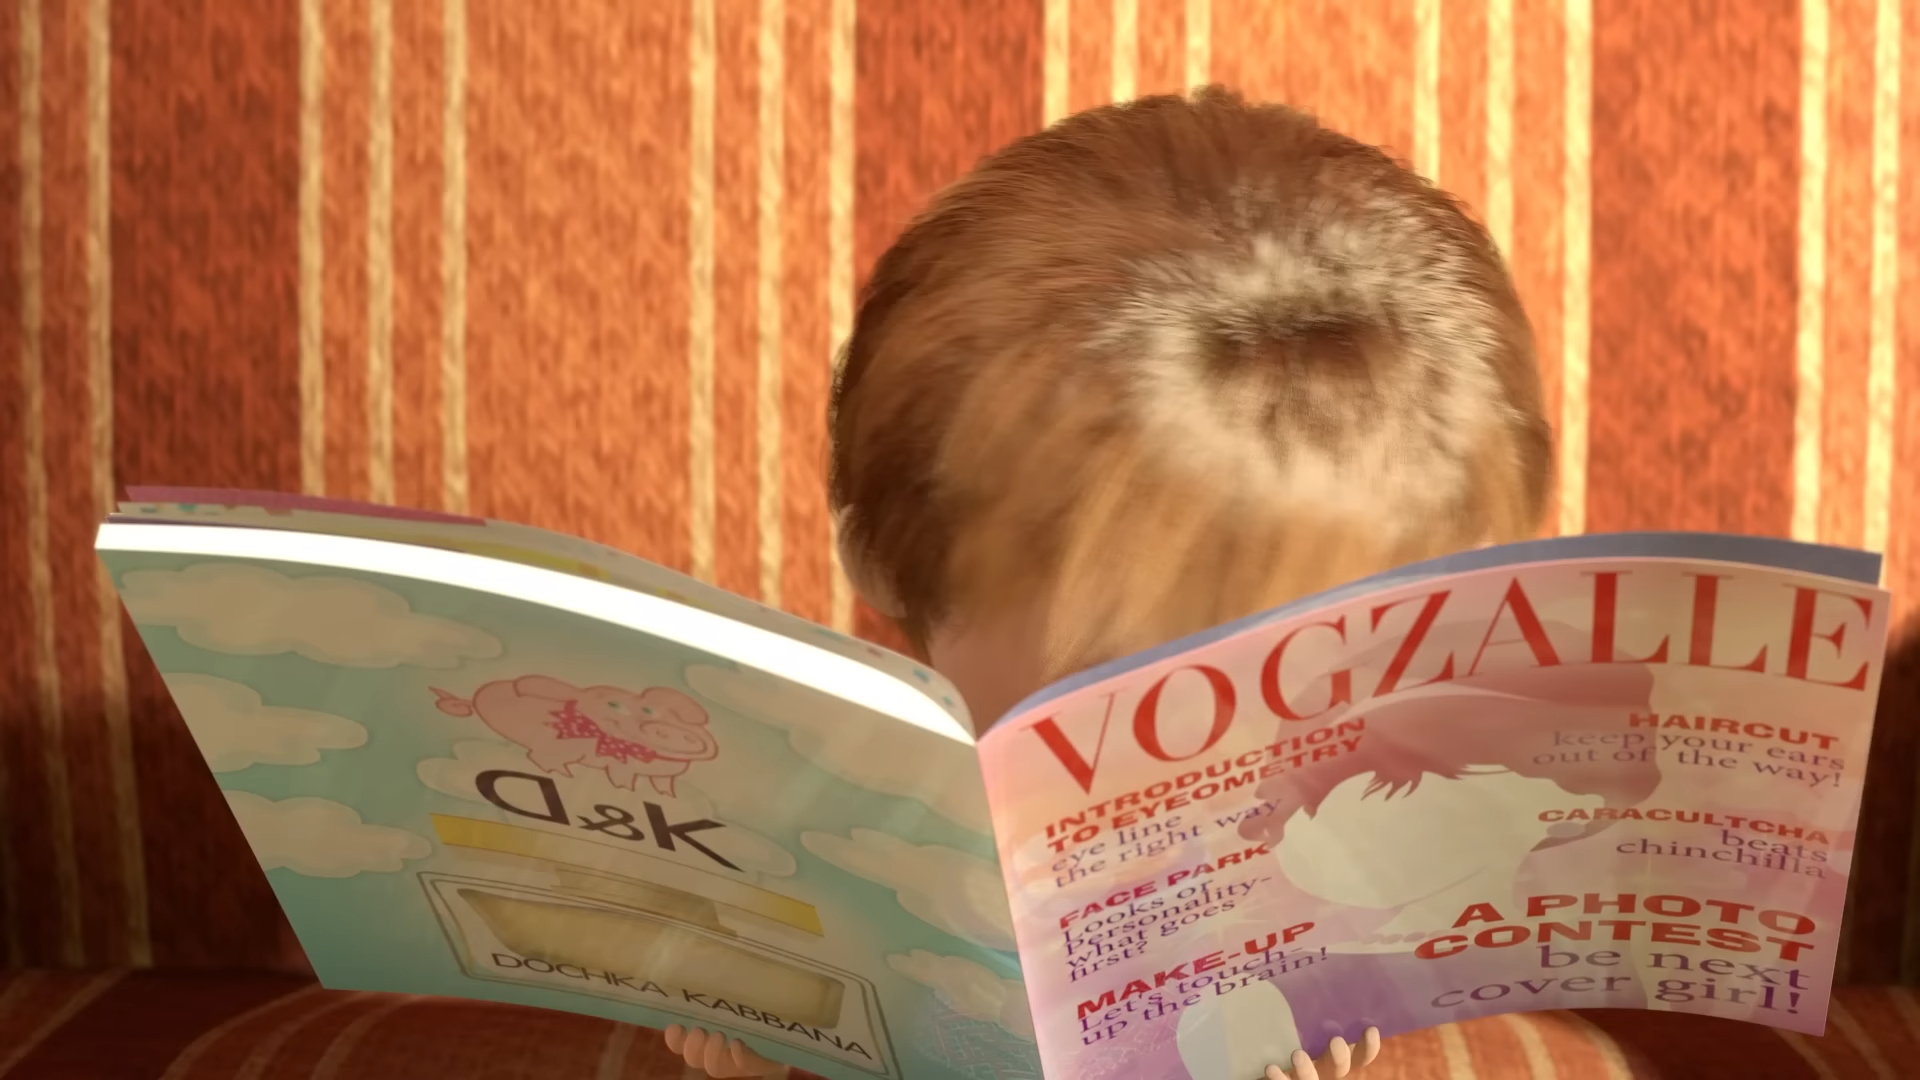 D&K
DOCHKA KABBANA
VOGZALLE
INTRODUCTION
TO EYEOMETRY
eye line
the right way
FACE PARK
Looks or
personality-
what goes
first?
MAKE-UP
Let's touch-
up the brain!
HAIRCUT
keep your ears
out of the way!
CARACULTCHA
beats
chinchilla
A PHOTO
CONTEST
be next
cover girl!